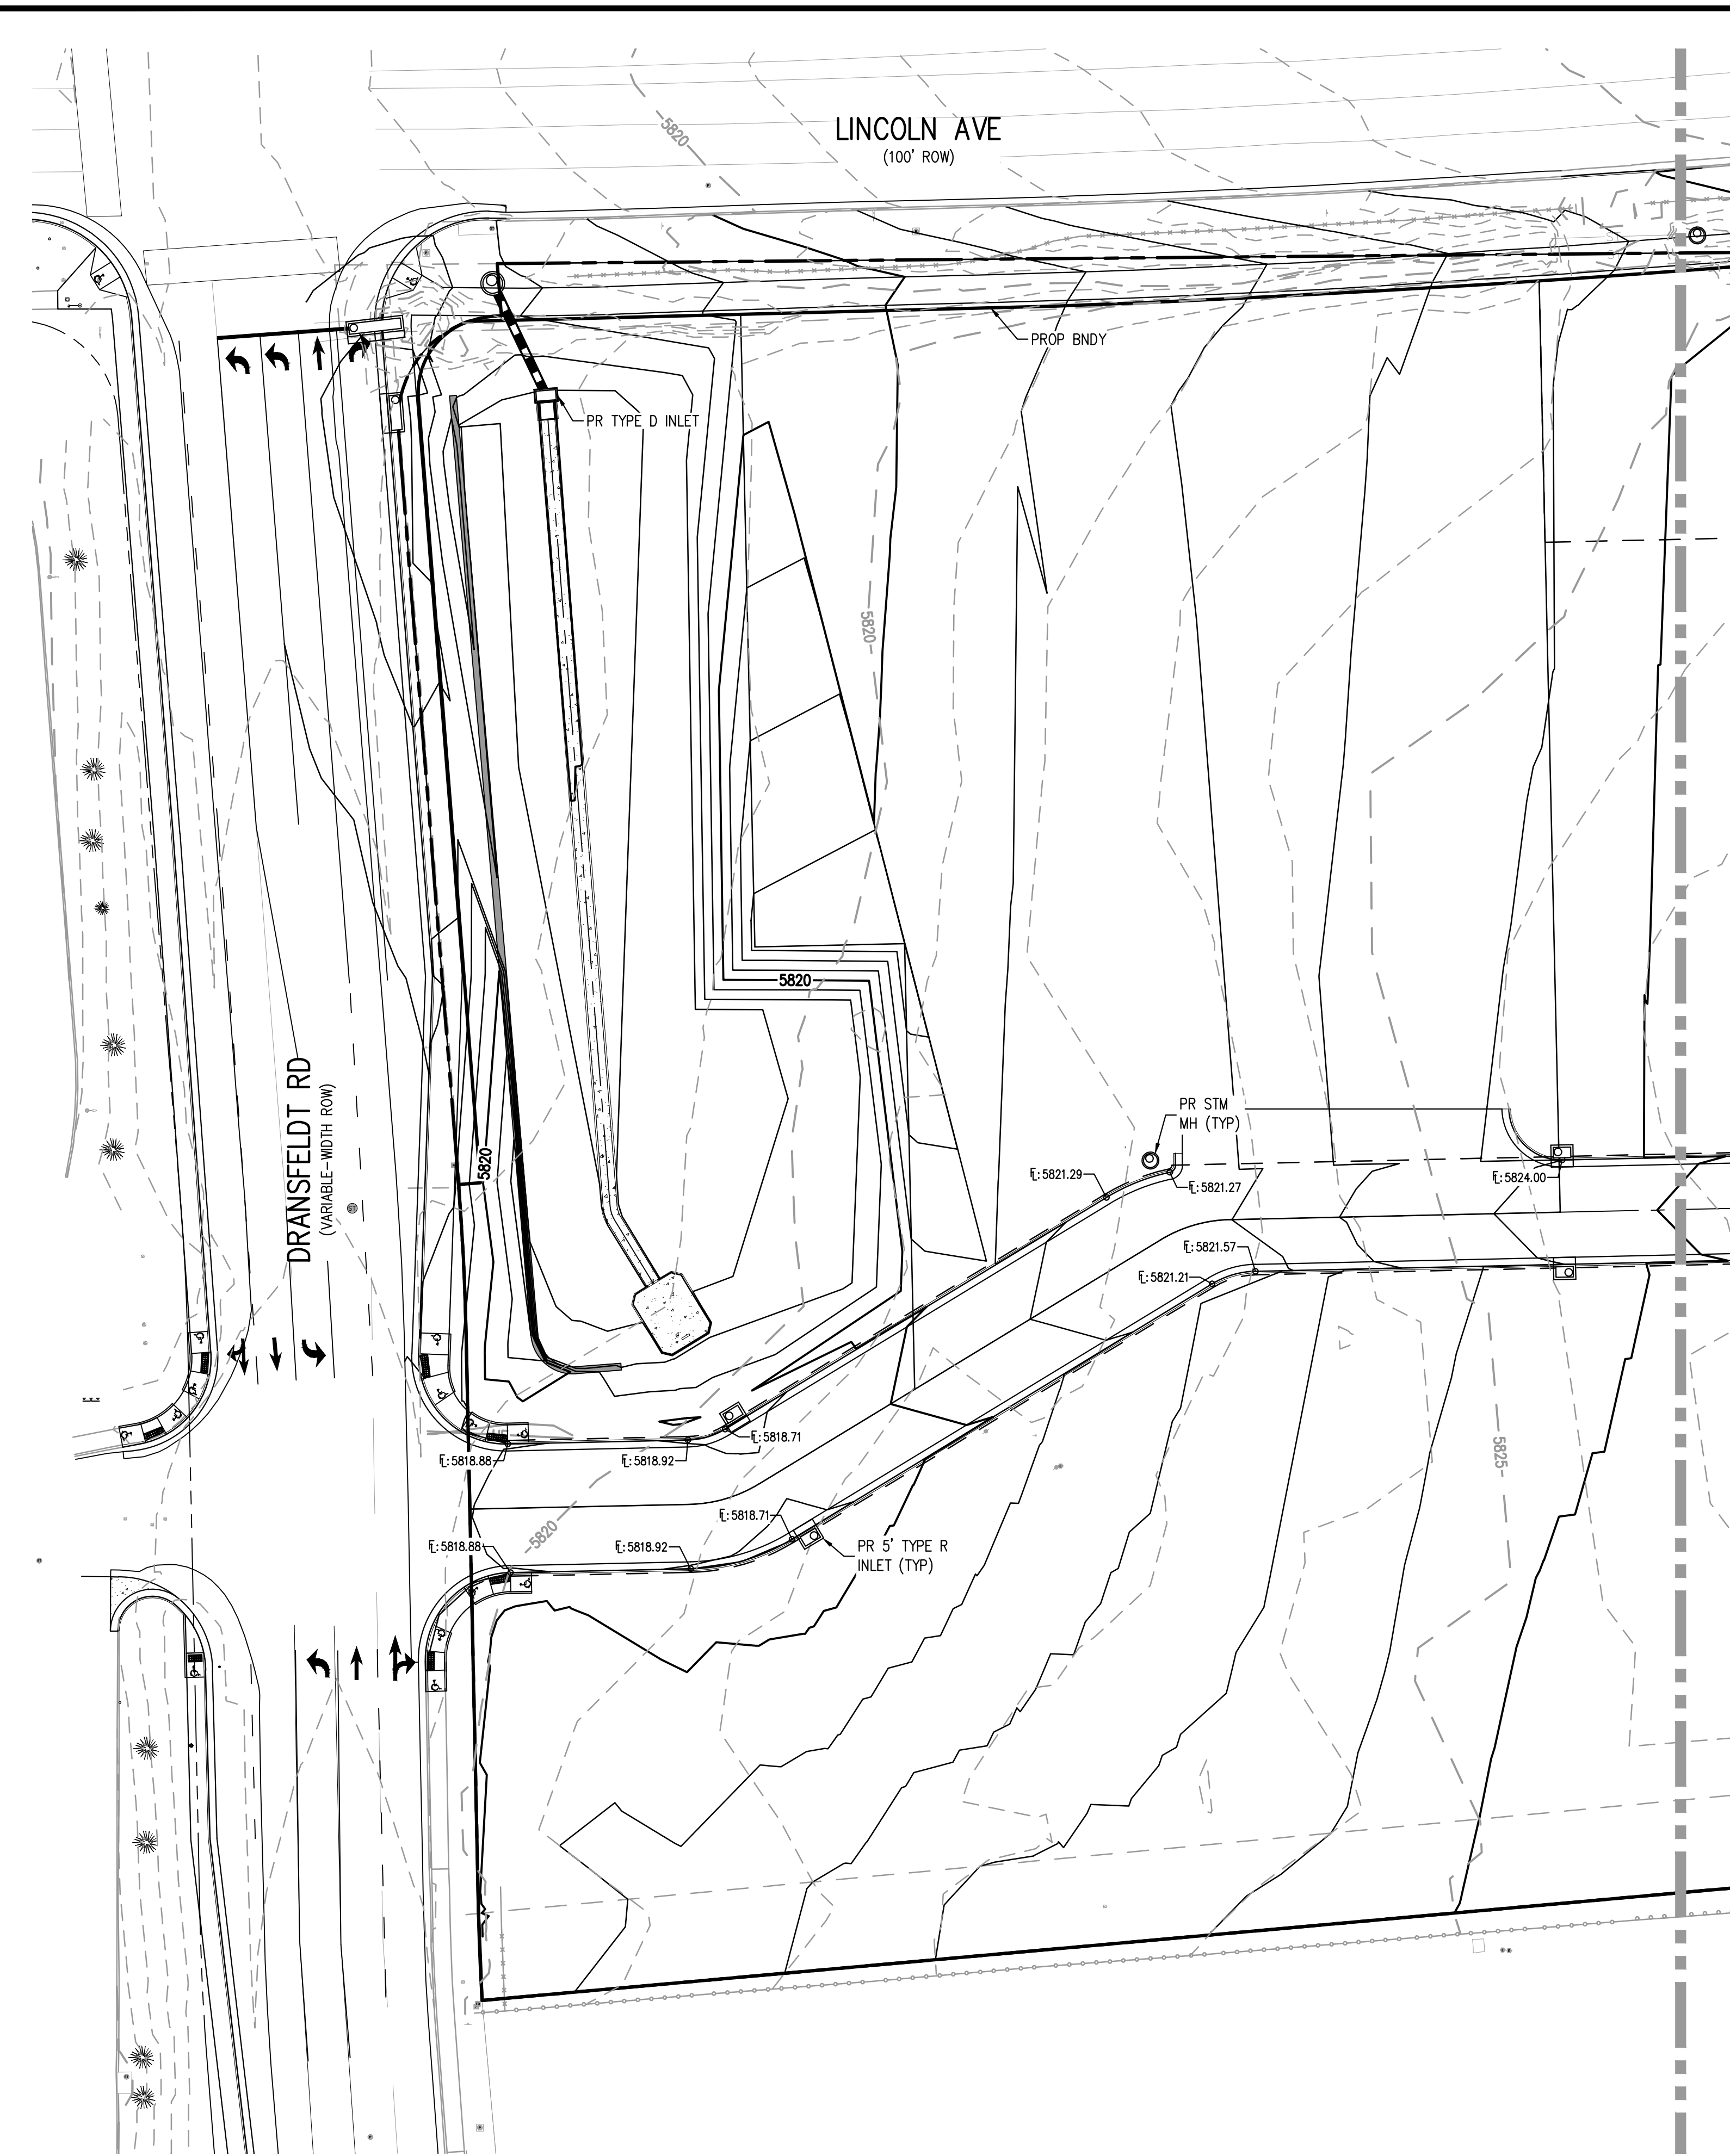 LINCOLN AVE
(100' ROW)
5820
PROP BNDY
PR TYPE D INLET
5820
5820
DRANSFELDT RD
(VARIABLE-WIDTH ROW)
5820
PR STM
MH (TYP)
FL:5821.29
FL:5821.27
FL:5824.00
FL:5821.57
FL:5821.21
FL:5818.71
FL:5818.88
FL:5818.92
5825
FL:5818.71
5820
FL:5818.88
FL:5818.92
PR 5' TYPE R
INLET (TYP)